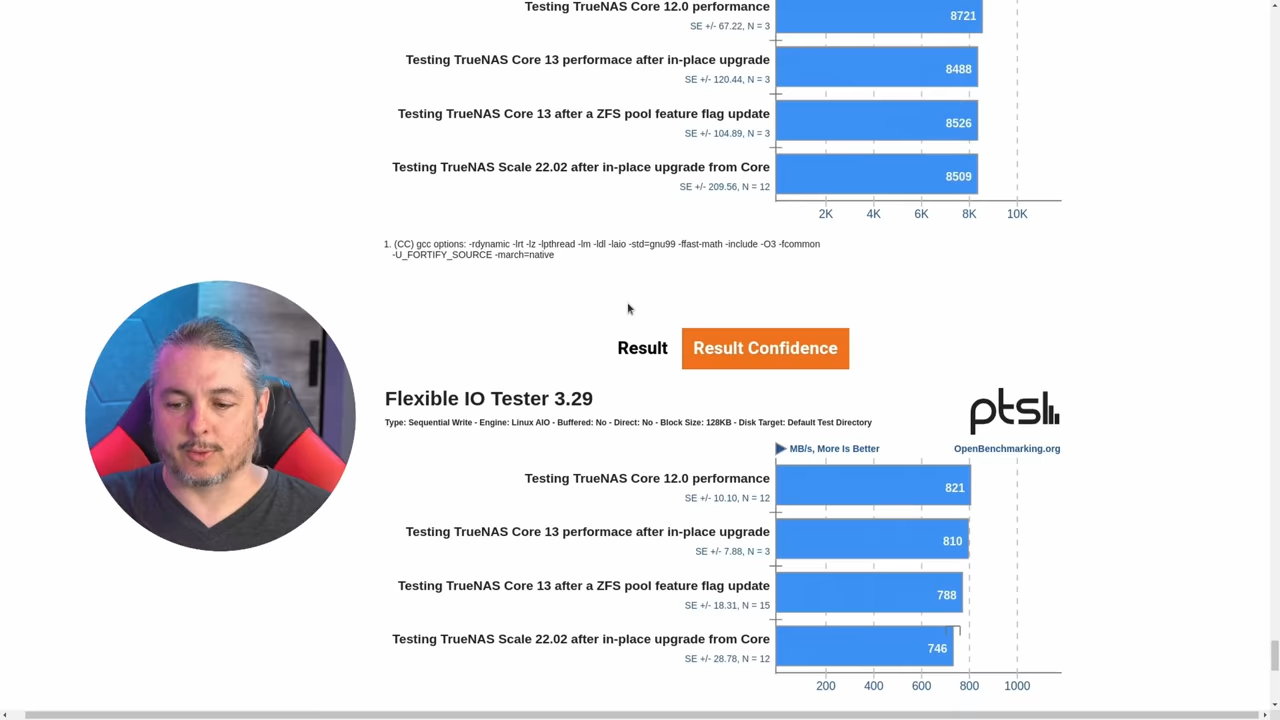 Testing TrueNAS Core 12.0 performance
8721
SE +/- 67.22, N = 3
Testing TrueNAS Core 13 performace after in-place upgrade
8488
SE +/- 120.44, N = 3
Testing TrueNAS Core 13 after a ZFS pool feature flag update
8526
SE +/- 104.89, N = 3
Testing TrueNAS Scale 22.02 after in-place upgrade from Core
8509
SE +/- 209.56, N = 12
2K 4K 6K 8K 10K
1. (CC) gcc options: -rdynamic -lrt -lz -lpthread -lm -ldl -laio -std=gnu99 -ffast-math -include -O3 -fcommon
-U_FORTIFY_SOURCE -march=native
Result Result Confidence
Flexible IO Tester 3.29
ptsl
Type: Sequential Write - Engine: Linux AIO - Buffered: No - Direct: No - Block Size: 128KB - Disk Target: Default Test Directory
MB/s, More Is Better OpenBenchmarking.org
Testing TrueNAS Core 12.0 performance
821
SE +/- 10.10, N = 12
Testing TrueNAS Core 13 performace after in-place upgrade
810
SE +/- 7.88, N = 3
Testing TrueNAS Core 13 after a ZFS pool feature flag update
788
SE +/- 18.31, N = 15
Testing TrueNAS Scale 22.02 after in-place upgrade from Core
746
SE +/- 28.78, N = 12
200 400 600 800 1000